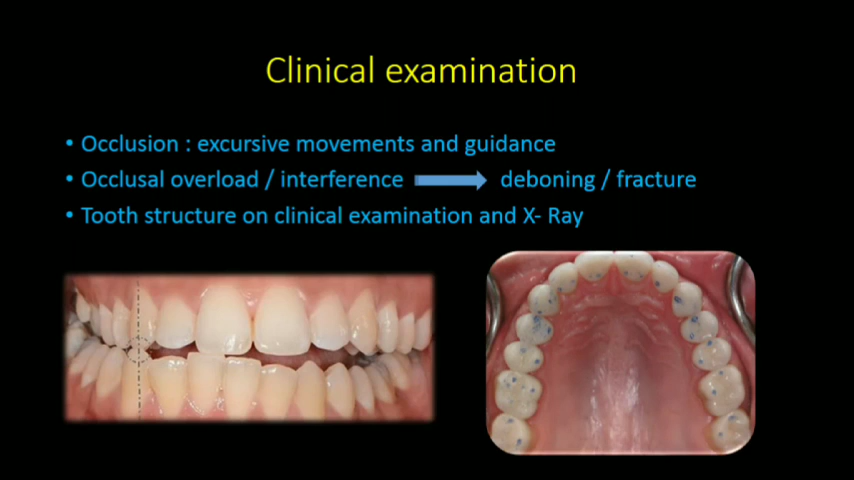 Clinical examination
• Occlusion : excursive movements and guidance
• Occlusal overload / interference deboning / fracture
• Tooth structure on clinical examination and X- Ray